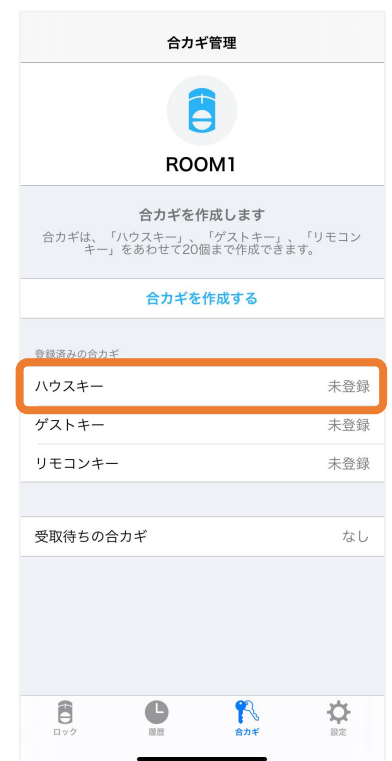 合カギ管理
ROOM1
合カギを作成します
合カギは、「ハウスキー」、「ゲストキー」、「リモコン
キー」をあわせて20個まで作成できます。
合カギを作成する
登録済みの合カギ
ハウスキー 未登録
ゲストキー 未登録
リモコンキー 未登録
受取待ちの合カギ なし
ロック 履歴 合カギ 設定